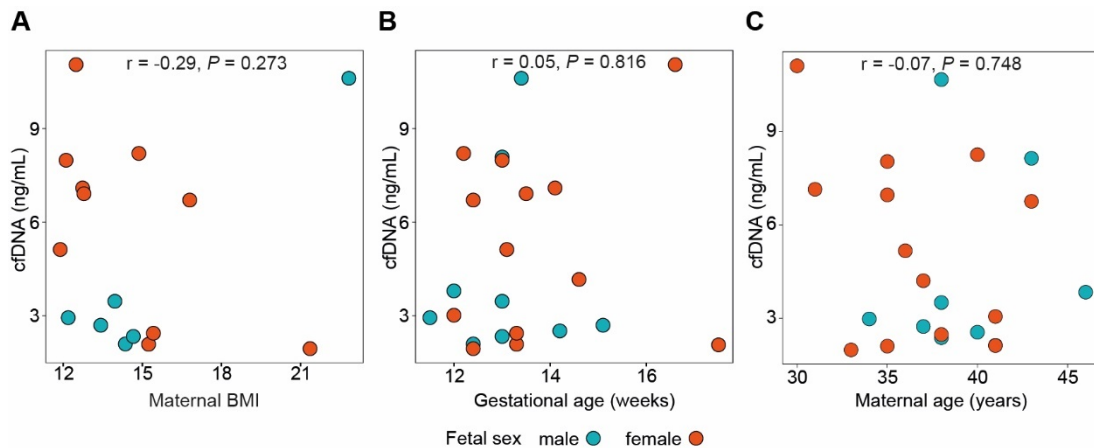 A
r = -0.29, P = 0.273
cfDNA (ng/mL)
9
6
3
12 15 18 21
Maternal BMI
B
r = 0.05, P = 0.816
cfDNA (ng/mL)
9
6
3
12 14 16
Gestational age (weeks)
C
r = -0.07, P = 0.748
cfDNA (ng/mL)
9
6
3
30 35 40 45
Maternal age (years)
Fetal sex male female